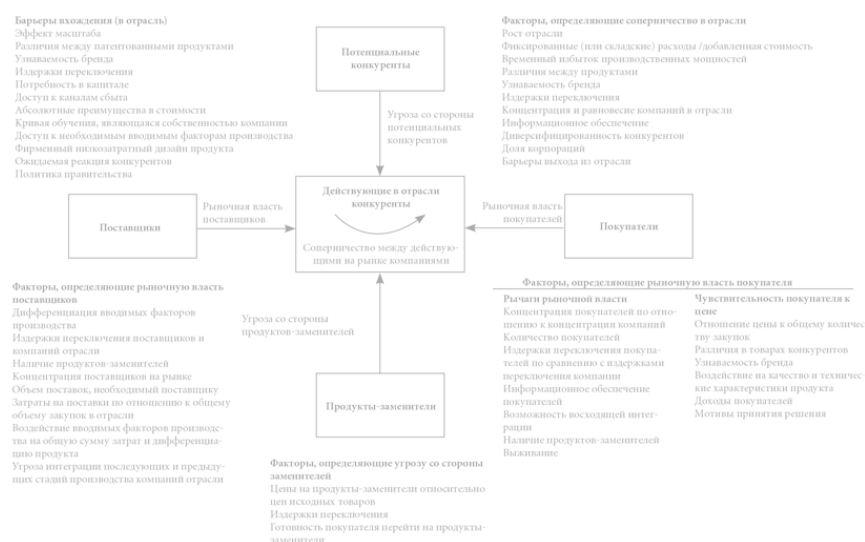 Барьеры вхождения (в отрасль)
Эффект масштаба
Различия между патентованными продуктами
Узнаваемость бренда
Издержки переключения
Потребность в капитале
Доступ к каналам сбыта
Абсолютные преимущества в стоимости
Кривая обучения, являющаяся собственностью компании
Доступ к необходимым вводимым факторам производства
Фирменный низкозатратный дизайн продукта
Ожидаемая реакция конкурентов
Политика правительства
Потенциальные
конкуренты
Угроза со стороны
потенциальных
конкурентов
Факторы, определяющие соперничество в отрасли
Рост отрасли
Фиксированные (или складские) расходы /добавленная стоимость
Временный избыток производственных мощностей
Различия между продуктами
Узнаваемость бренда
Издержки переключения
Концентрация и равновесие компаний в отрасли
Информационное обеспечение
Диверсифицированность конкурентов
Доля корпораций
Барьеры выхода из отрасли
Поставщики
Рыночная власть
поставщиков
Действующие в отрасли
конкуренты
Соперничество между действую-
щими на рынке компаниями
Рыночная власть
покупателей
Покупатели
Факторы, определяющие рыночную власть
поставщиков
Дифференциация вводимых факторов
производства
Издержки переключения поставщиков и
компаний отрасли
Наличие продуктов-заменителей
Концентрация поставщиков на рынке
Объем поставок, необходимый поставщику
Затраты на поставки по отношению к общему
объему закупок в отрасли
Воздействие вводимых факторов производс-
тва на общую сумму затрат и дифференциа-
цию продукта
Угроза интеграции последующих и предыду-
щих стадий производства компаний отрасли
Угроза со стороны
продуктов-заменителей
Продукты-заменители
Факторы, определяющие угрозу со стороны
заменителей
Цены на продукты-заменители относительно
цен исходных товаров
Издержки переключения
Готовность покупателя перейти на продукты-
заменители
Факторы, определяющие рыночную власть покупателя
Рычаги рыночной власти
Концентрация покупателей по отно-
шению к концентрации компаний
Количество покупателей
Издержки переключения покупа-
телей по сравнению с издержками
переключения компании
Информационное обеспечение
покупателей
Возможность восходящей интег-
рации
Наличие продуктов-заменителей
Выживание
Чувствительность покупателя к
цене
Отношение цены к общему количес
тву закупок
Различия в товарах конкурентов
Узнаваемость бренда
Воздействие на качество и техничес
кие характеристики продукта
Доходы покупателей
Мотивы принятия решения